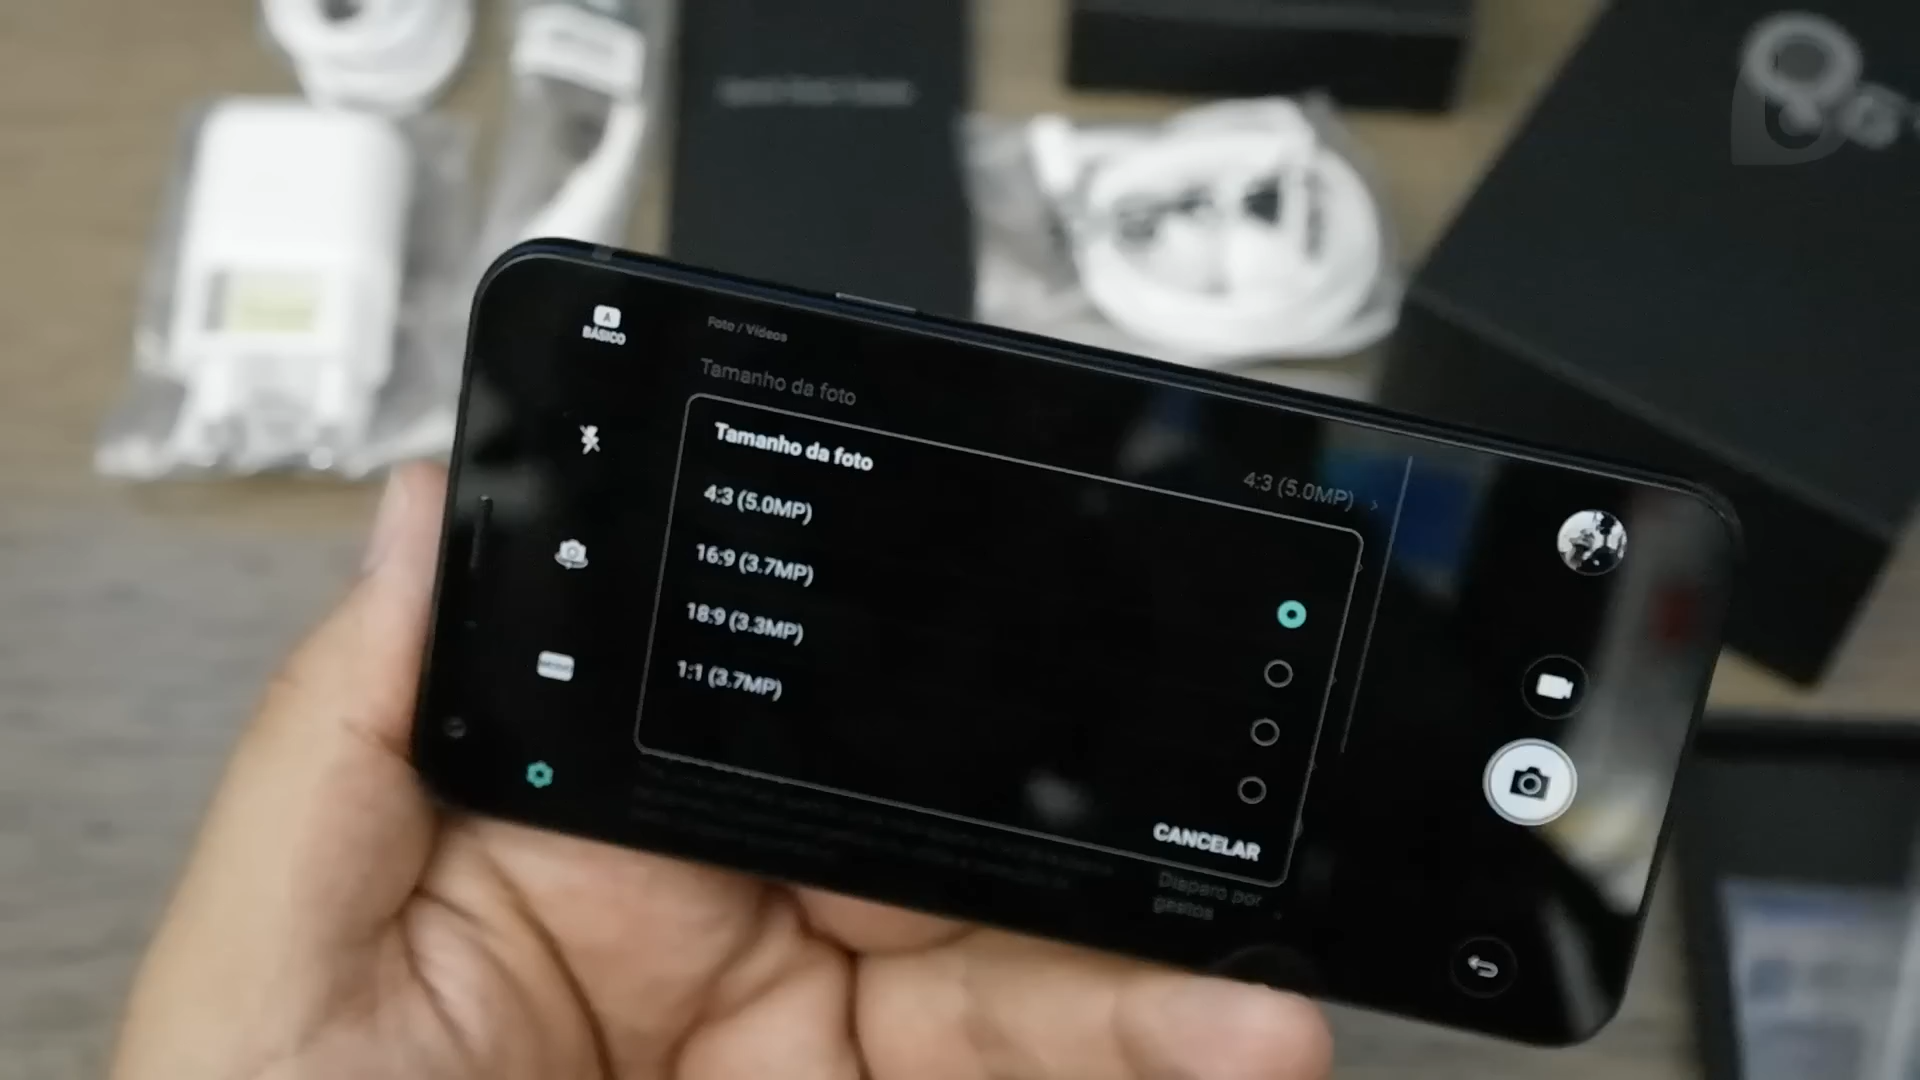 BÁSICO
Foto / Vídeos
Tamanho da foto
4:3 (5.0MP)
Tamanho da foto
4:3 (5.0MP)
16:9 (3.7MP)
18:9 (3.3MP)
1:1 (3.7MP)
CANCELAR
Disparo por
gestos